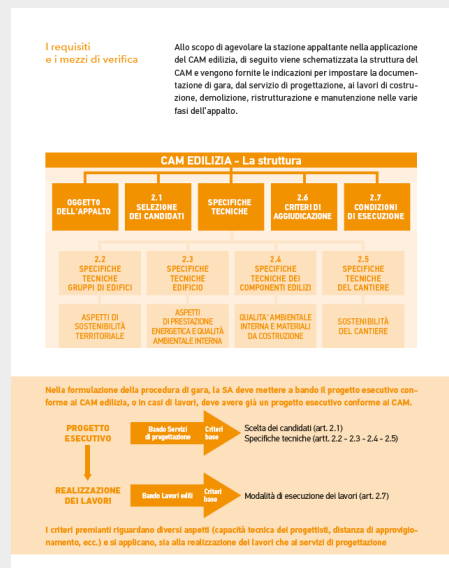 I requisiti
e i mezzi di verifica
Allo scopo di agevolare la stazione appaltante nella applicazione
del CAM edilizia, di seguito viene schematizzata la struttura del
CAM e vengono fornite le indicazioni per impostare la documen-
tazione di gara, dal servizio di progettazione, ai lavori di costru-
zione, demolizione, ristrutturazione e manutenzione nelle varie
fasi dell'appalto.
CAM EDILIZIA - La struttura
OGGETTO
DELL'APPALTO
2.1
SELEZIONE
DEI CANDIDATI
SPECIFICHE
TECNICHE
2.6
CRITERI DI
AGGIUDICAZIONE
2.7
CONDIZIONI
DI ESECUZIONE
2.2
SPECIFICHE
TECNICHE
GRUPPI DI EDIFICI
2.3
SPECIFICHE
TECNICHE
EDIFICIO
2.4
SPECIFICHE
TECNICHE DEI
COMPONENTI EDILIZI
2.5
SPECIFICHE
TECNICHE
DEL CANTIERE
ASPETTI DI
SOSTENIBILITÀ
TERRITORIALE
ASPETTI
DI PRESTAZIONE
ENERGETICA E QUALITÀ
AMBIENTALE INTERNA
QUALITA' AMBIENTALE
INTERNA E MATERIALI
DA COSTRUZIONE
SOSTENIBILITÀ
DEL CANTIERE
Nella formulazione della procedura di gara, la SA deve mettere a bando il progetto esecutivo con-
forme ai CAM edilizia, o in casi di lavori, deve avere già un progetto esecutivo conforme ai CAM.
PROGETTO
ESECUTIVO
Bando Servizi
di progettazione
Criteri
base
Scelta dei candidati (art. 2.1)
Specifiche tecniche (artt. 2.2 - 2.3 - 2.4 - 2.5)
REALIZZAZIONE
DEI LAVORI
Bando Lavori edili
Criteri
base
Modalità di esecuzione dei lavori (art. 2.7)
I criteri premianti riguardano diversi aspetti (capacità tecnica dei progettisti, distanza di approvigio-
namento, ecc.) e si applicano, sia alla realizzazione dei lavori che ai servizi di progettazione